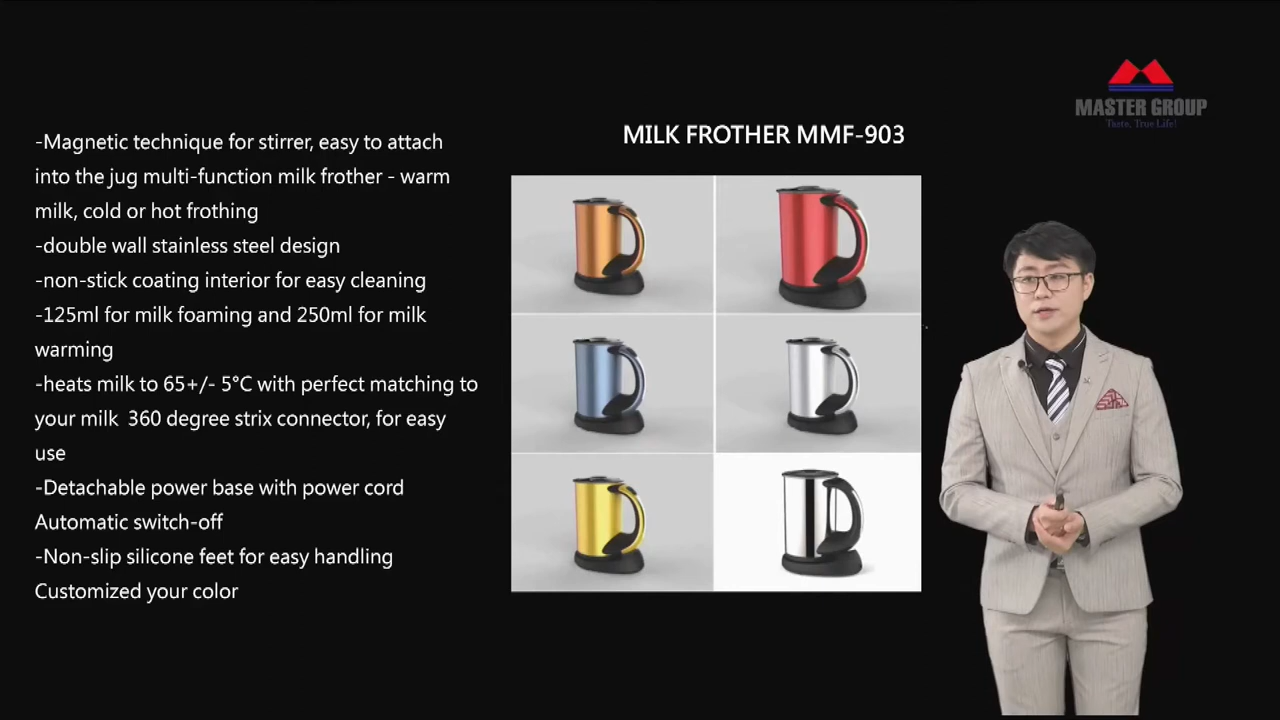 MASTER GROUP
Taste, True Life!
MILK FROTHER MMF-903
-Magnetic technique for stirrer, easy to attach
into the jug multi-function milk frother - warm
milk, cold or hot frothing
-double wall stainless steel design
-non-stick coating interior for easy cleaning
-125ml for milk foaming and 250ml for milk
warming
-heats milk to 65+/- 5°C with perfect matching to
your milk  360 degree strix connector, for easy
use
-Detachable power base with power cord
Automatic switch-off
-Non-slip silicone feet for easy handling
Customized your color